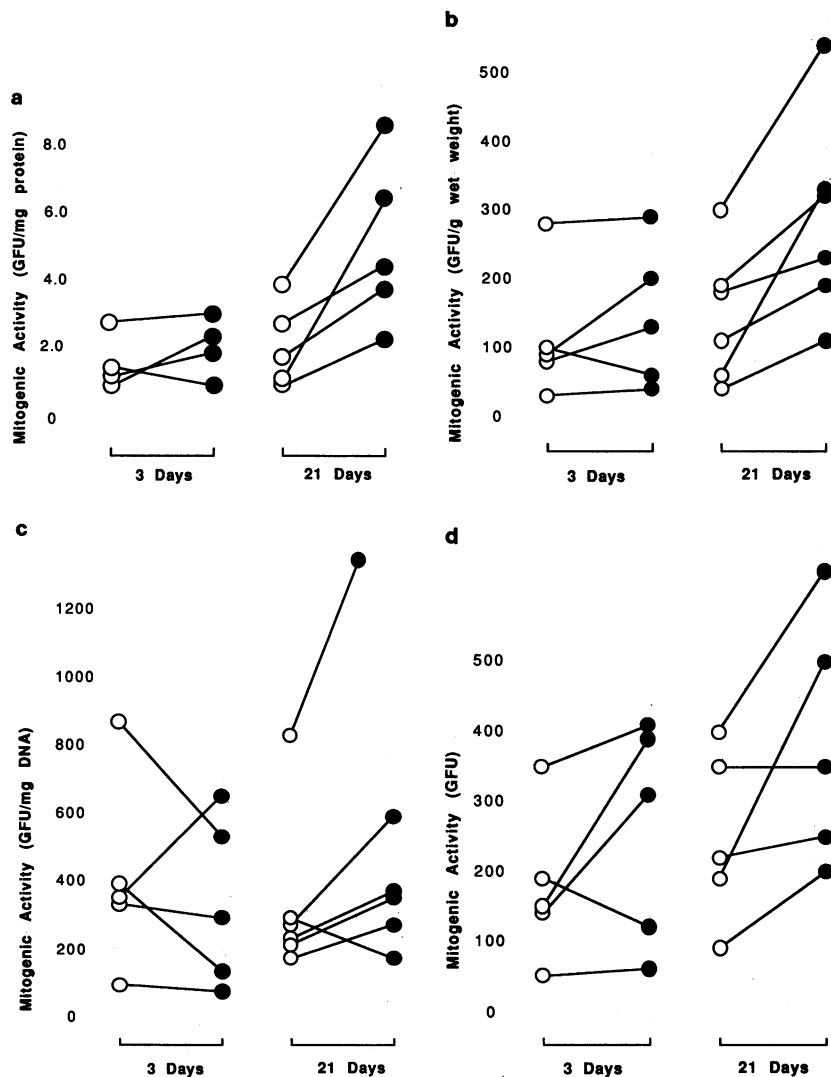 a
Mitogenic Activity (GFU/mg protein)
8.0
6.0
4.0
2.0
0
3 Days
21 Days
b
Mitogenic Activity (GFU/g wet weight)
500
400
300
200
100
0
3 Days
21 Days
c
Mitogenic Activity (GFU/mg DNA)
1200
1000
800
600
400
200
0
3 Days
21 Days
d
Mitogenic Activity (GFU)
500
400
300
200
100
0
3 Days
21 Days